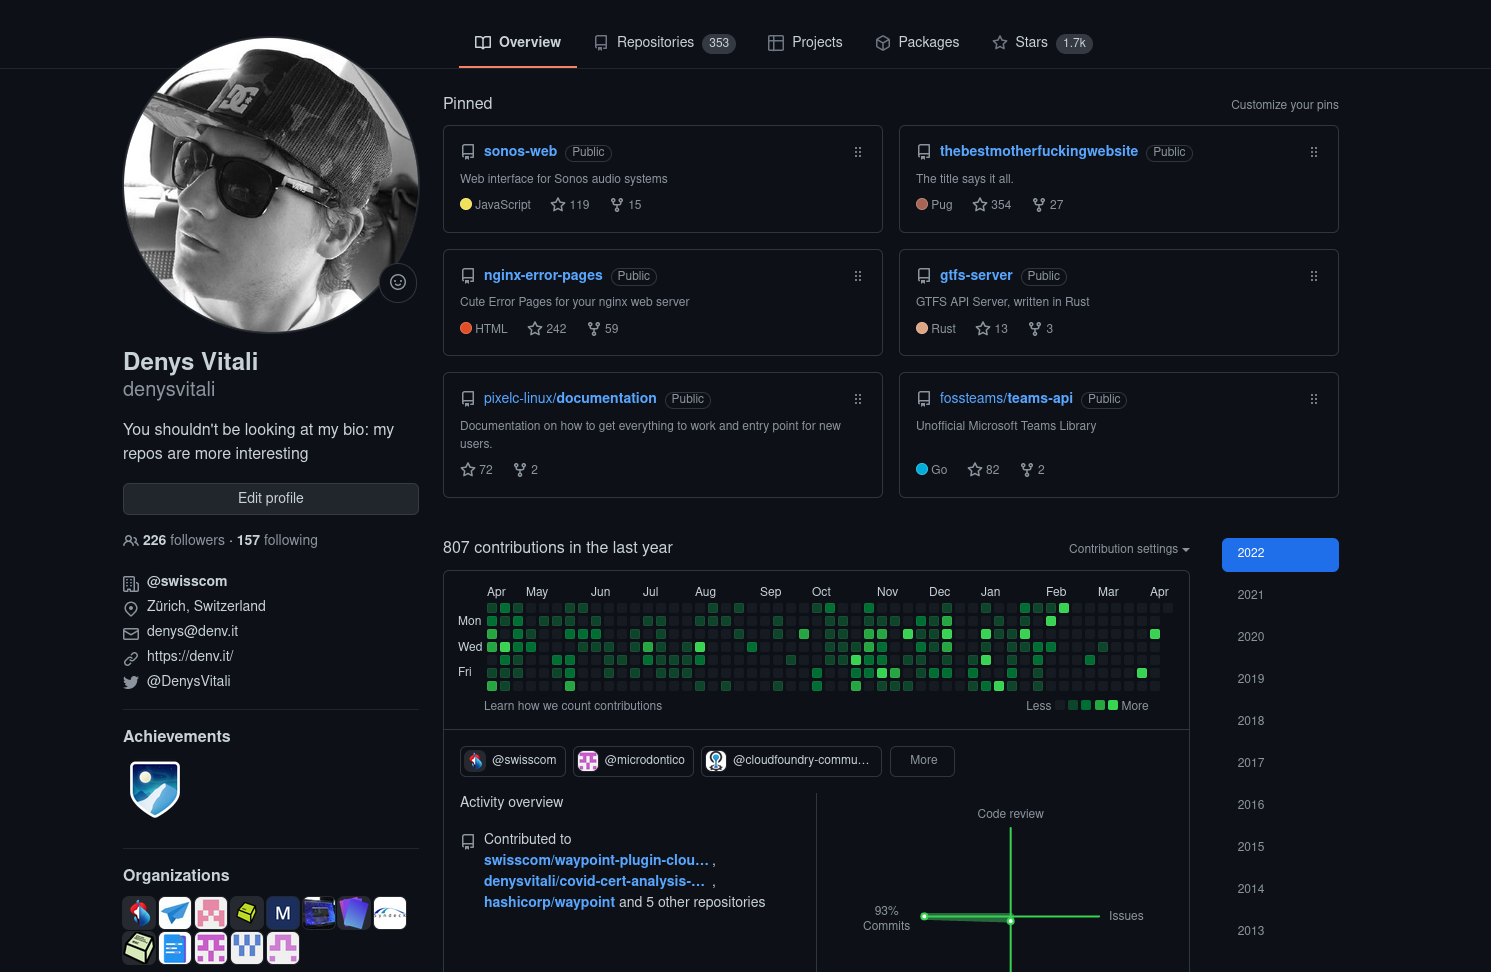 Overview Repositories 353 Projects Packages Stars 1.7k
Pinned
Customize your pins
sonos-web Public
Web interface for Sonos audio systems
JavaScript 119 15
thebestmotherfuckingwebsite Public
The title says it all.
Pug 354 27
nginx-error-pages Public
Cute Error Pages for your nginx web server
HTML 242 59
gtfs-server Public
GTFS API Server, written in Rust
Rust 13 3
pixelc-linux/documentation Public
Documentation on how to get everything to work and entry point for new
users.
72 2
fossteams/teams-api Public
Unofficial Microsoft Teams Library
Go 82 2
DC
Denys Vitali
denysvitali
You shouldn't be looking at my bio: my
repos are more interesting
Edit profile
226 followers · 157 following
@swisscom
Zürich, Switzerland
denys@denv.it
https://denv.it/
@DenysVitali
Achievements
Organizations
M
807 contributions in the last year
Contribution settings
Apr May Jun Jul Aug Sep Oct Nov Dec Jan Feb Mar Apr
Mon
Wed
Fri
Learn how we count contributions
Less More
@swisscom @microdontico @cloudfoundry-commu... More
Activity overview
Contributed to
swisscom/waypoint-plugin-clou... ,
denysvitali/covid-cert-analysis-... ,
hashicorp/waypoint and 5 other repositories
Code review
93%
Commits
Issues
2022
2021
2020
2019
2018
2017
2016
2015
2014
2013